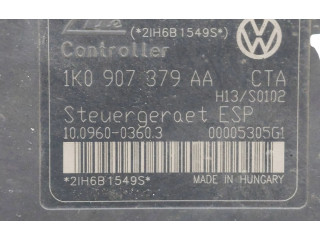 *2IH6B1549S*
Controller
1K0 907 379 AA CTA
H13/S0102
Steuergeraet ESP
10.0960-0360.3 00005305G1
*2IH6B1549S* MADE IN HUNGARY